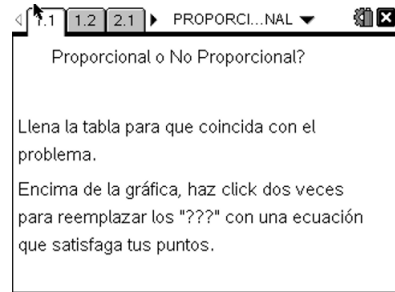 1.1 1.2 2.1 PROPORCI...NAL
Proporcional o No Proporcional?
Llena la tabla para que coincida con el
problema.
Encima de la gráfica, haz click dos veces
para reemplazar los "???" con una ecuación
que satisfaga tus puntos.